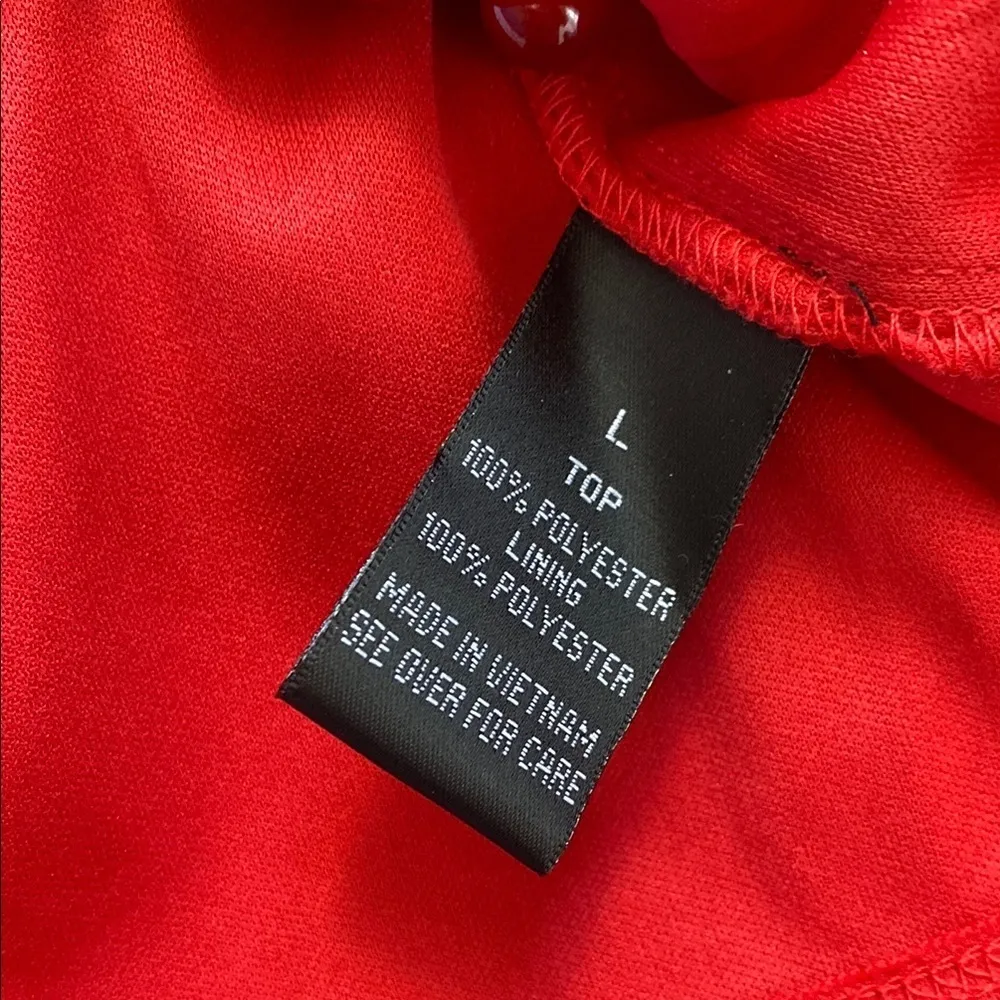 L
TOP
100% POLYESTER
LINING
100% POLYESTER
MADE IN VIETNAM
SEE OVER FOR CARE